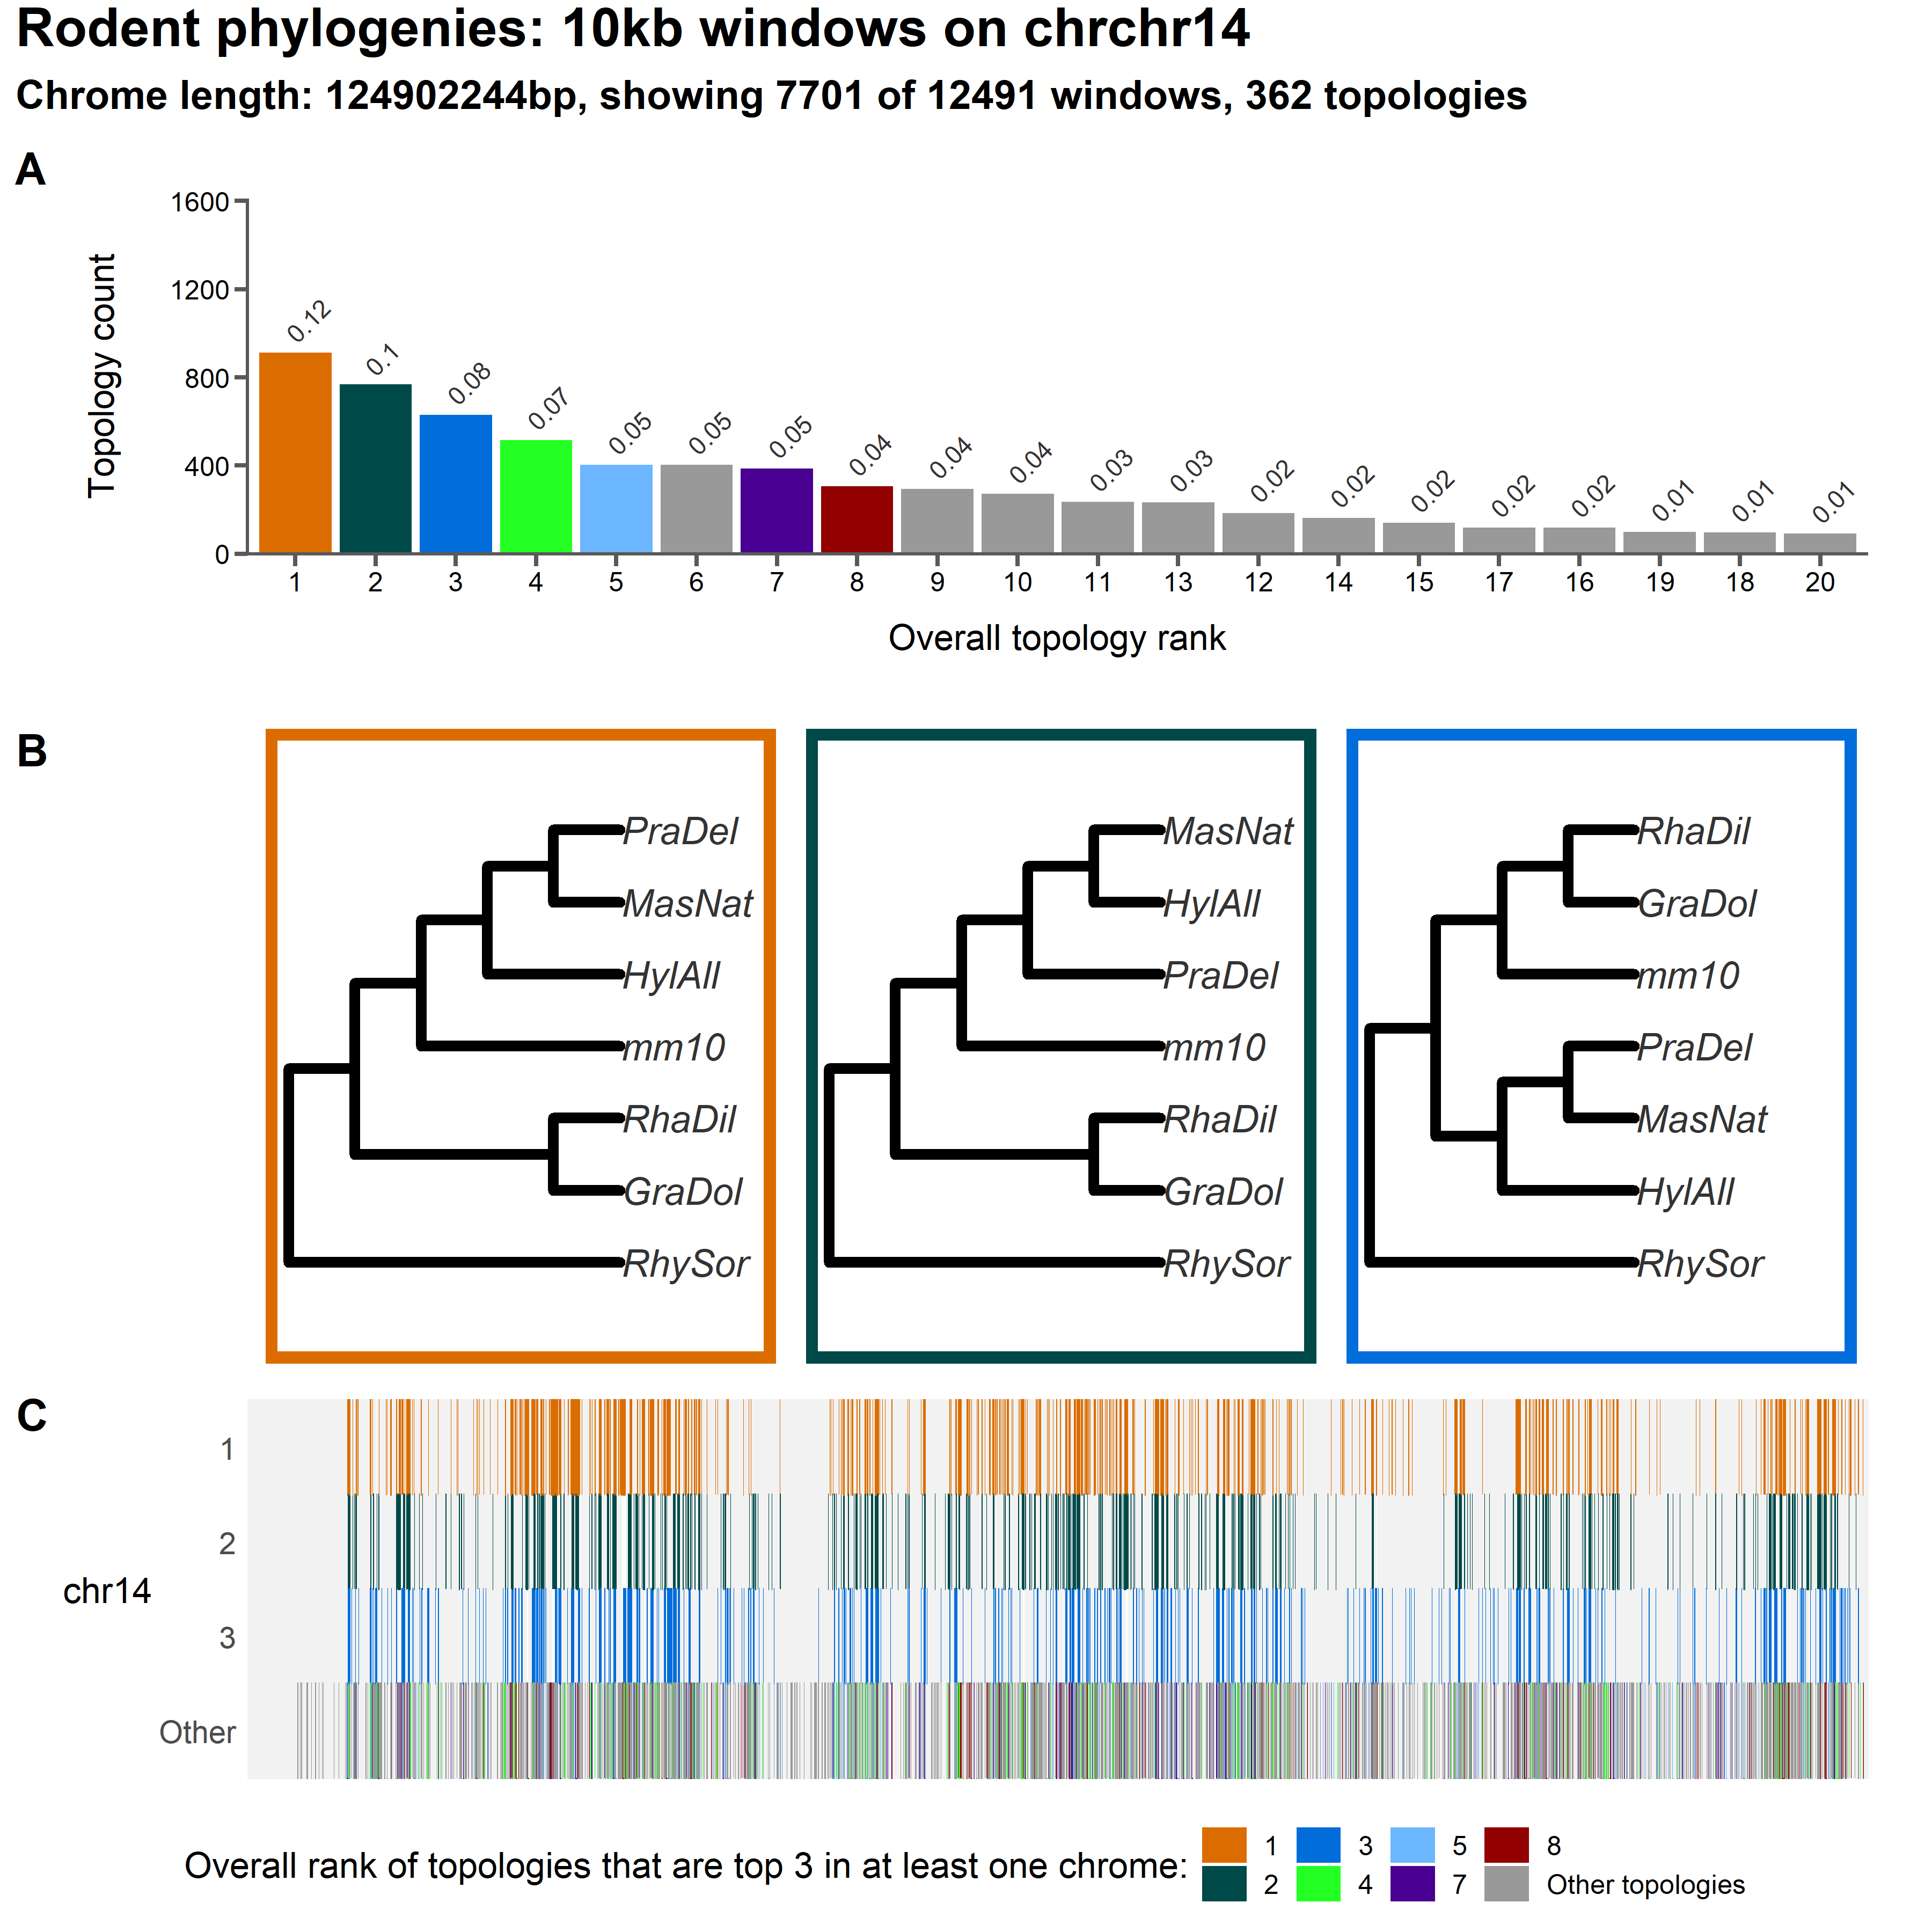 Rodent phylogenies: 10kb windows on chrchr14
Chrome length: 124902244bp, showing 7701 of 12491 windows, 362 topologies
A
Topology count
1600
1200
800
400
0
0.12
0.1
0.08
0.07
0.05
0.05
0.05
0.04
0.04
0.04
0.03
0.03
0.02
0.02
0.02
0.02
0.02
0.01
0.01
0.01
1 2 3 4 5 6 7 8 9 10 11 13 12 14 15 17 16 19 18 20
Overall topology rank
B
PraDel
MasNat
HylAll
mm10
RhaDil
GraDol
RhySor
MasNat
HylAll
PraDel
mm10
RhaDil
GraDol
RhySor
RhaDil
GraDol
mm10
PraDel
MasNat
HylAll
RhySor
C
chr14
1
2
3
Other
Overall rank of topologies that are top 3 in at least one chrome:
1 3 5 8
2 4 7 Other topologies